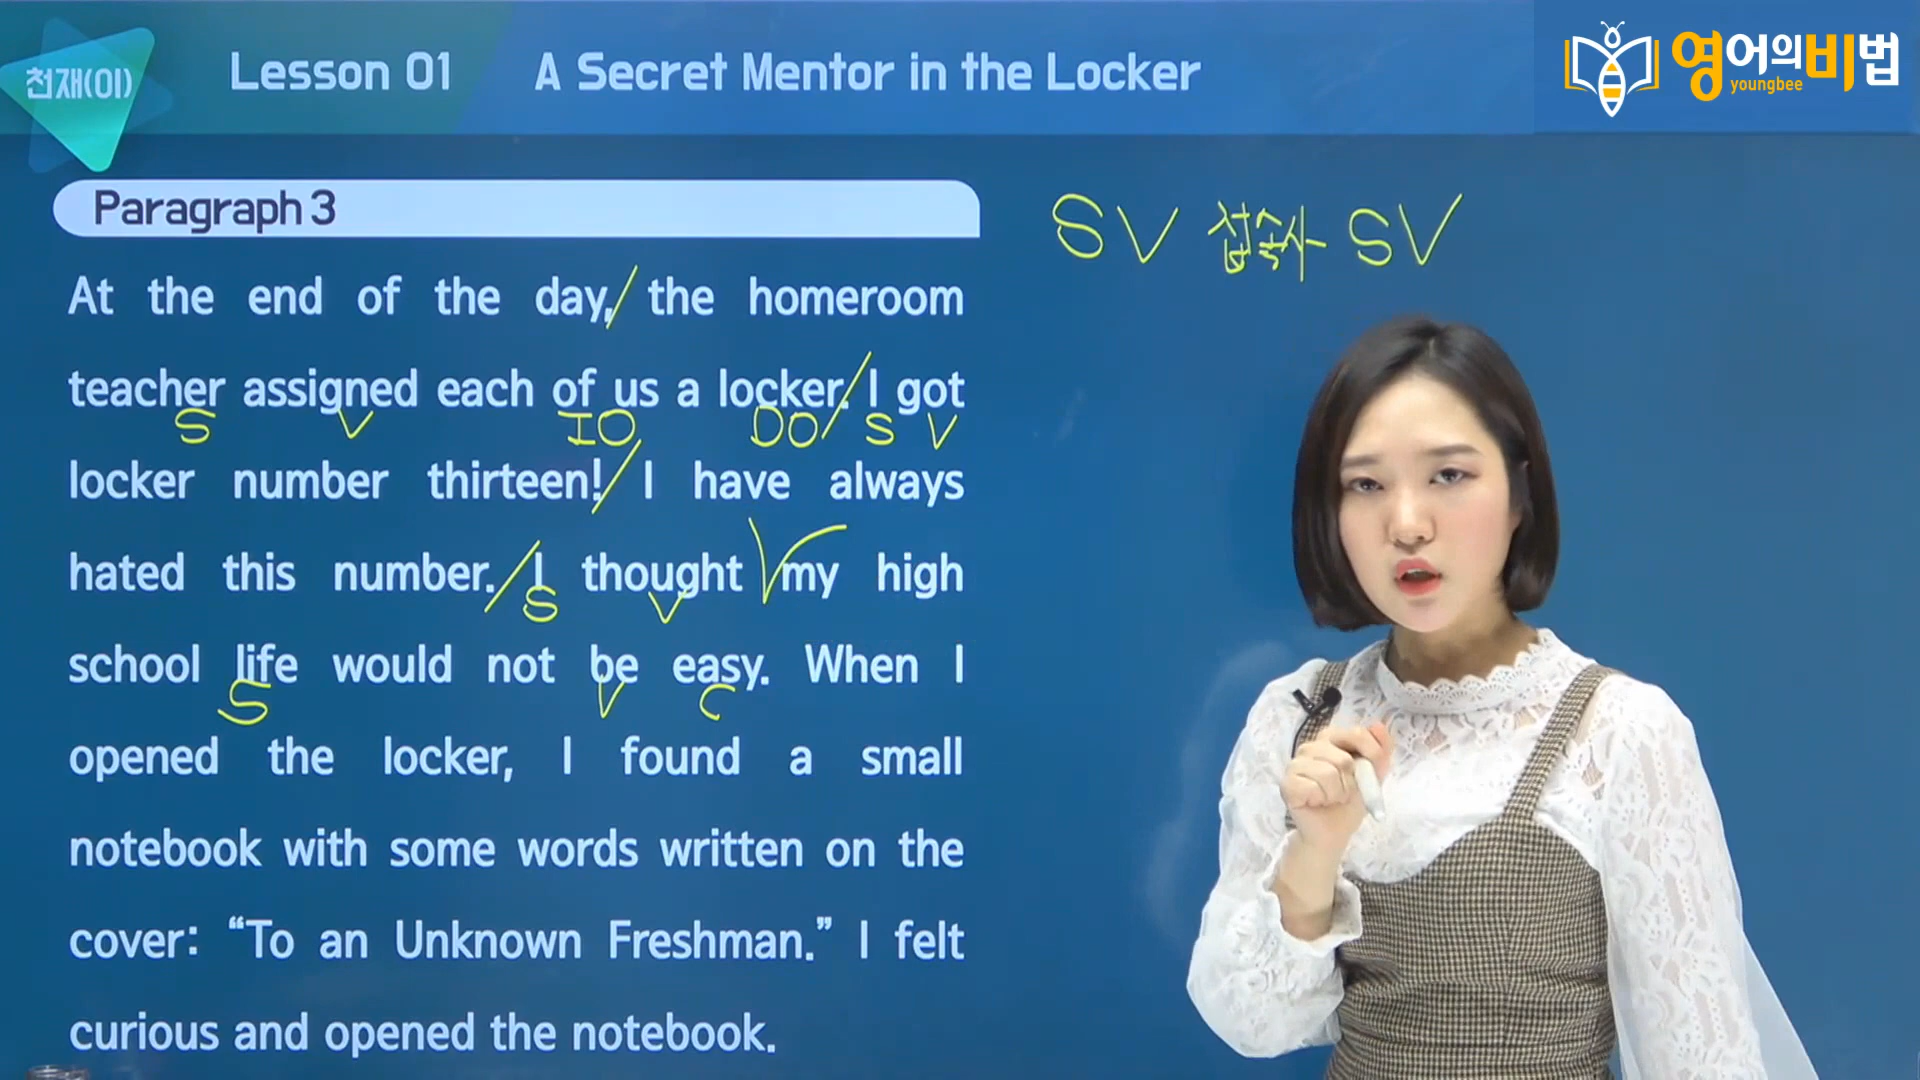 천재(이)
Lesson 01 A Secret Mentor in the Locker
영어의비법
youngbee
Paragraph 3
SV 접속사 SV
At the end of the day, the homeroom
teacher assigned each of us a locker. I got
S V IO DO S V
locker number thirteen! I have always
hated this number. I thought my high
S V
school life would not be easy. When I
S V C
opened the locker, I found a small
notebook with some words written on the
cover: “To an Unknown Freshman.” I felt
curious and opened the notebook.